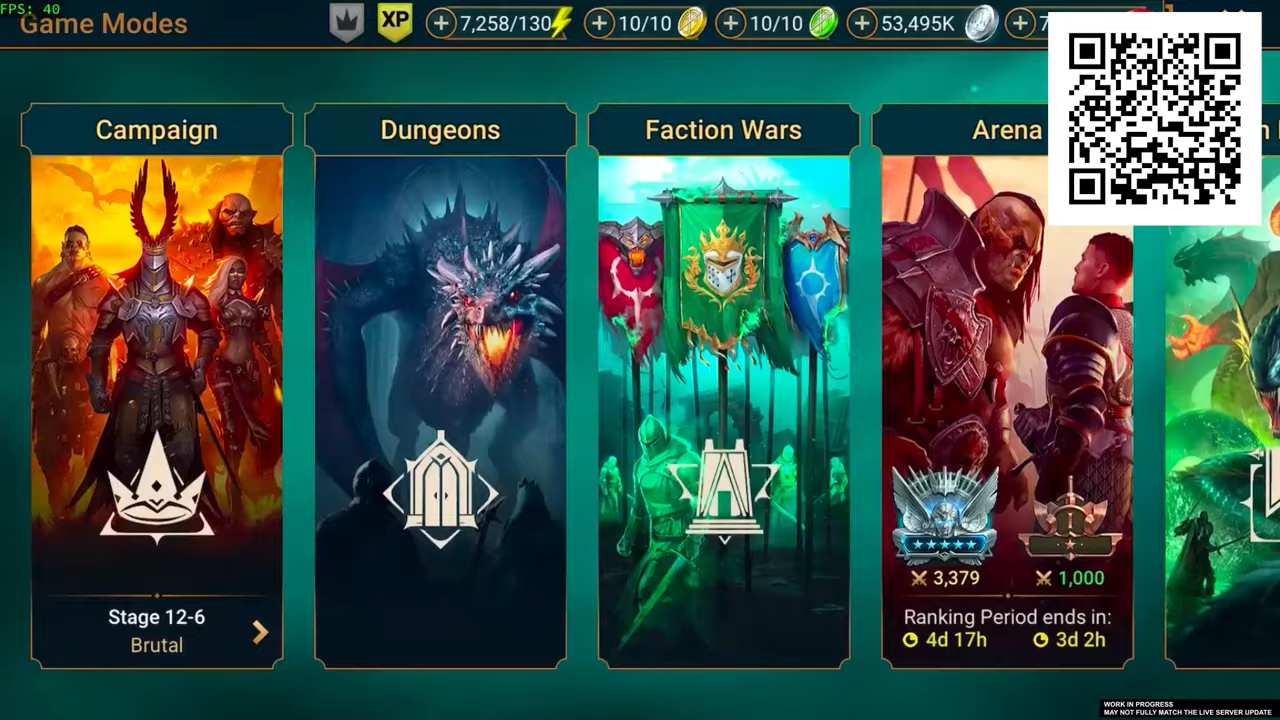 FPS: 40
Game Modes
XP
7,258/130
10/10
10/10
53,495K
7
Campaign
Dungeons
Faction Wars
Arena
Stage 12-6
Brutal
3,379
1,000
Ranking Period ends in:
4d 17h
3d 2h
WORK IN PROGRESS
MAY NOT FULLY MATCH THE LIVE SERVER UPDATE